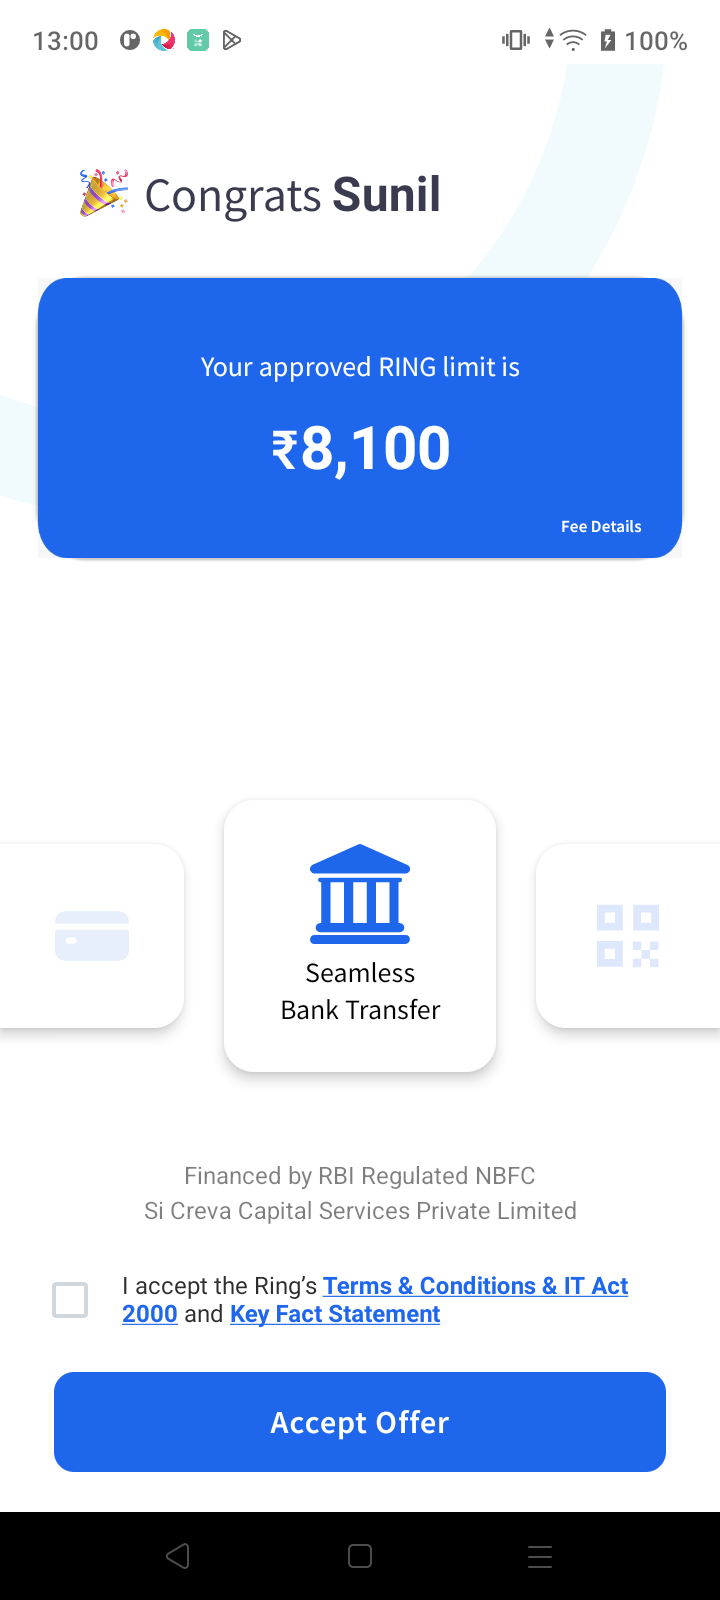 13:00
100%
Congrats Sunil
Your approved RING limit is
₹8,100
Fee Details
Seamless
Bank Transfer
Financed by RBI Regulated NBFC
Si Creva Capital Services Private Limited
I accept the Ring’s Terms & Conditions & IT Act
2000 and Key Fact Statement
Accept Offer